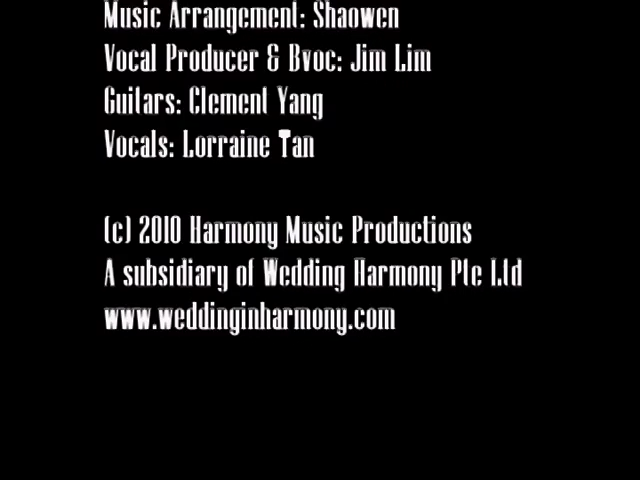 Music Arrangement: Shaowen
Vocal Producer & Bvoc: Jim Lim
Guitars: Clement Yang
Vocals: Lorraine Tan
(c) 2010 Harmony Music Productions
A subsidiary of Wedding Harmony Pte Ltd
www.weddinginharmony.com